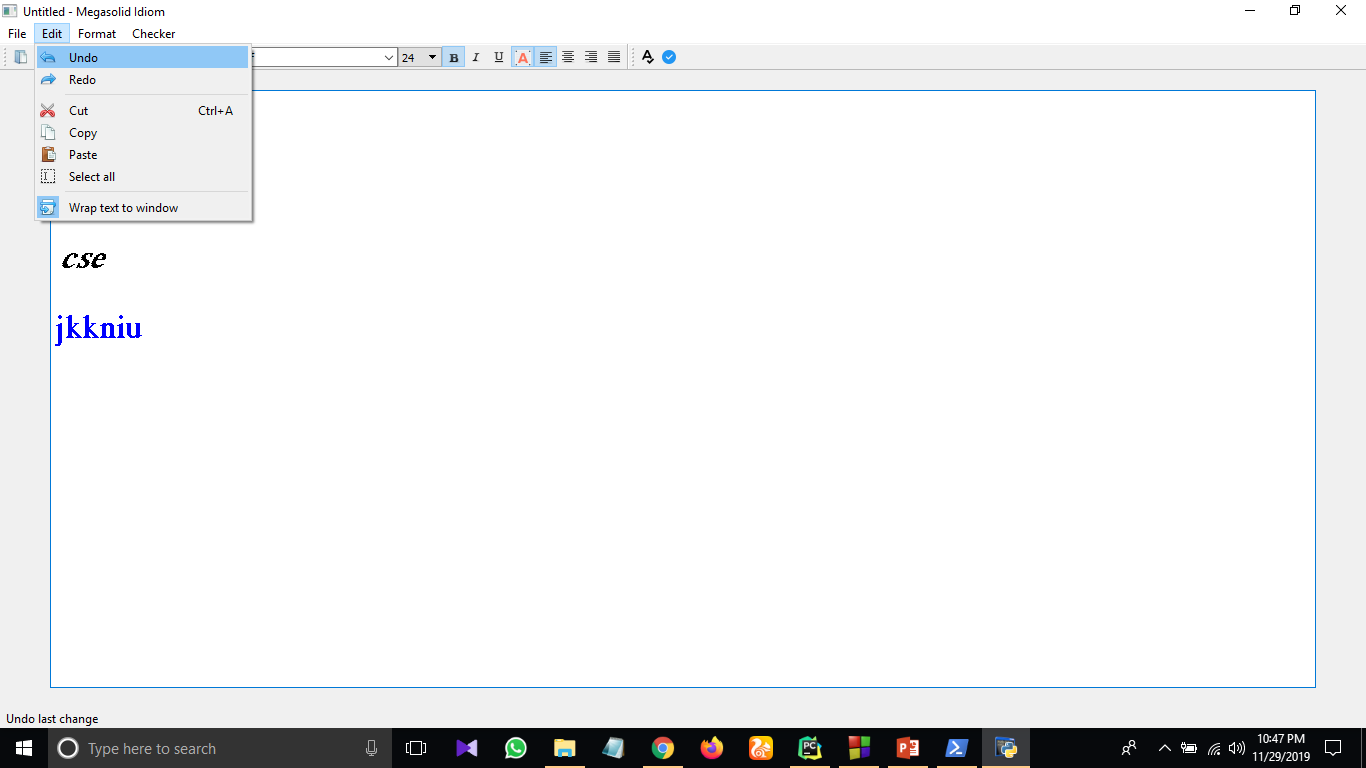 Untitled - Megasolid Idiom
File Edit Format Checker
24 B I U A A
Undo
Redo
Cut Ctrl+A
Copy
Paste
Select all
Wrap text to window
cse
jkkniu
Undo last change
Type here to search
PC
10:47 PM
11/29/2019